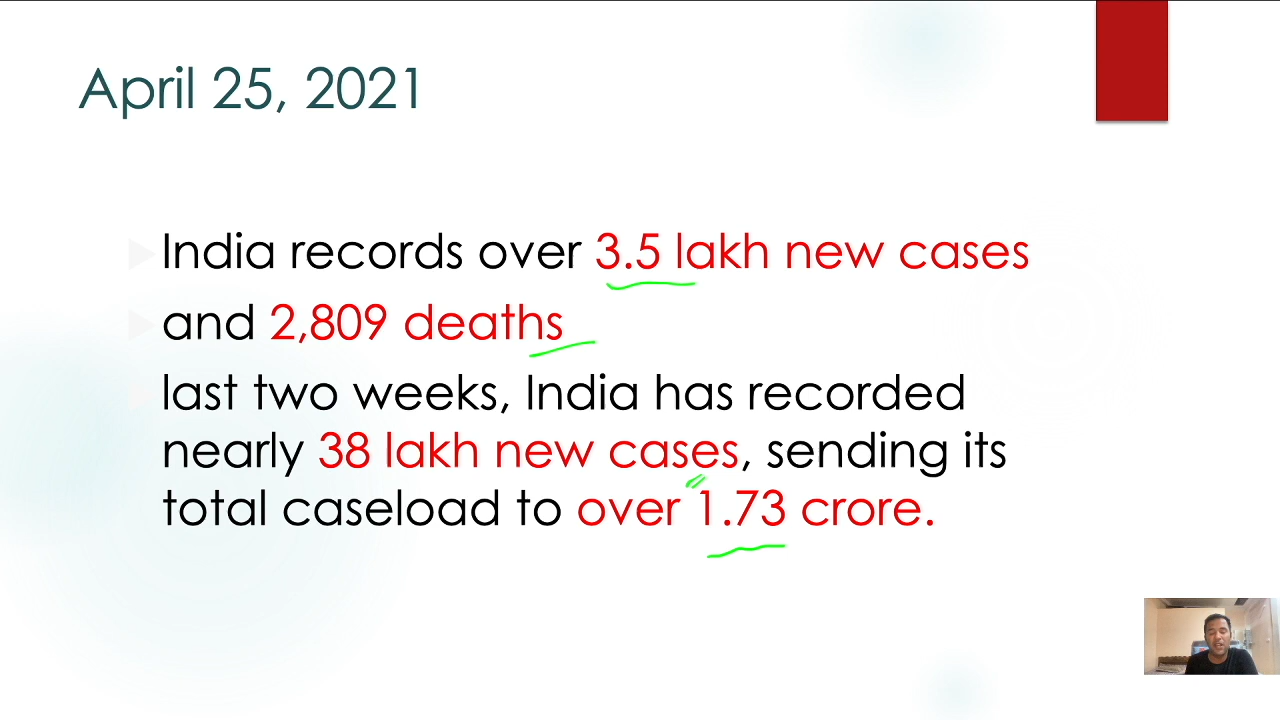 April 25, 2021
India records over 3.5 lakh new cases
and 2,809 deaths
last two weeks, India has recorded
nearly 38 lakh new cases, sending its
total caseload to over 1.73 crore.